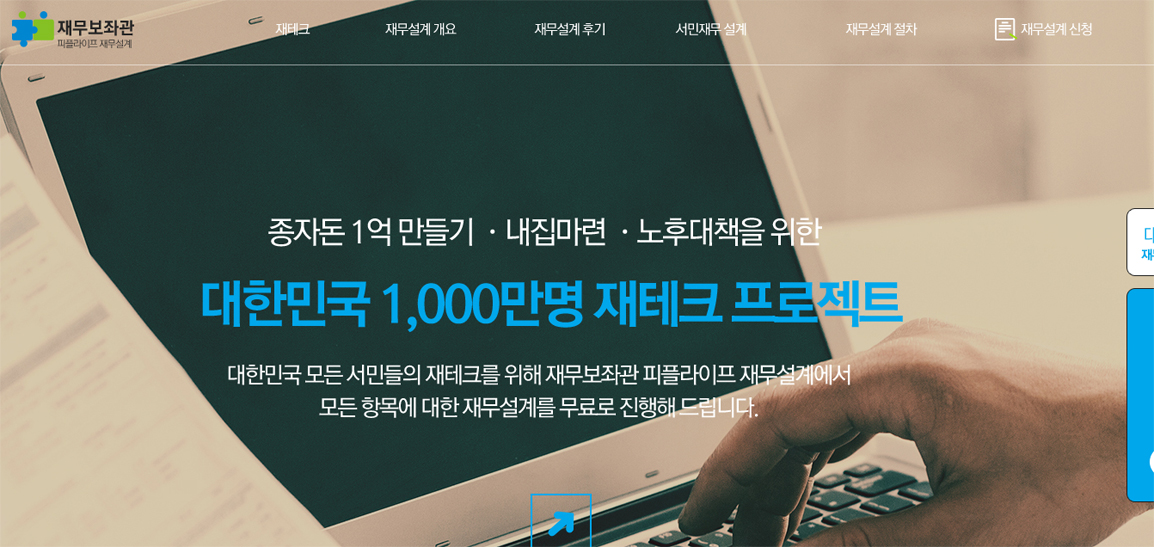 재무보좌관
피플라이프 재무설계
재테크
재무설계 개요
재무설계 후기
서민재무 설계
재무설계 절차
재무설계 신청
종자돈 1억 만들기 · 내집마련 · 노후대책을 위한
대한민국 1,000만명 재테크 프로젝트
대한민국 모든 서민들의 재테크를 위해 재무보좌관 피플라이프 재무설계에서
모든 항목에 대한 재무설계를 무료로 진행해 드립니다.